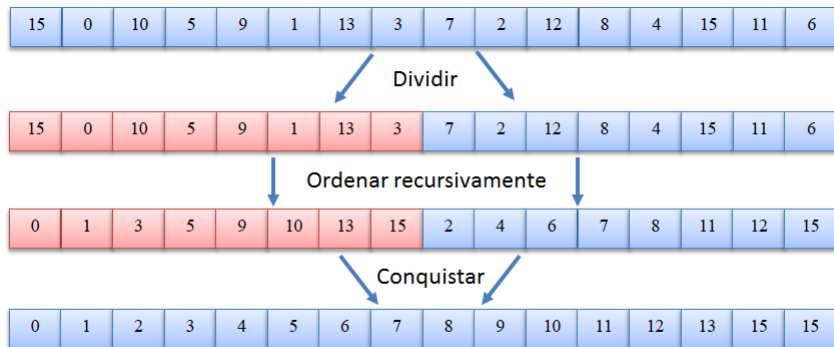 15 0 10 5 9 1 13 3 7 2 12 8 4 15 11 6
Dividir
15 0 10 5 9 1 13 3 7 2 12 8 4 15 11 6
Ordenar recursivamente
0 1 3 5 9 10 13 15 2 4 6 7 8 11 12 15
Conquistar
0 1 2 3 4 5 6 7 8 9 10 11 12 13 15 15